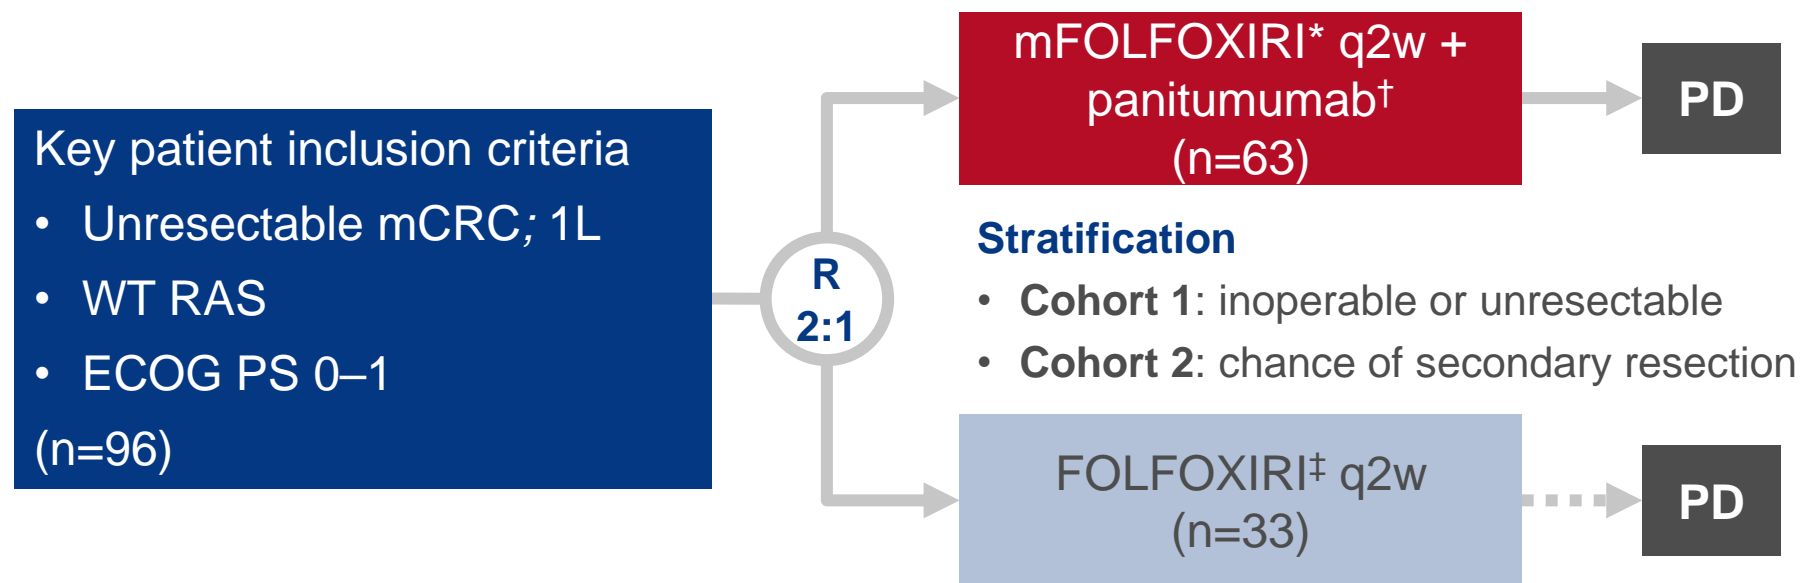 Key patient inclusion criteria
• Unresectable mCRC; 1L
• WT RAS
• ECOG PS 0–1
(n=96)
R
2:1
mFOLFOXIRI* q2w +
panitumumab†
(n=63)
PD
Stratification
• Cohort 1: inoperable or unresectable
• Cohort 2: chance of secondary resection
FOLFOXIRI‡ q2w
(n=33)
PD